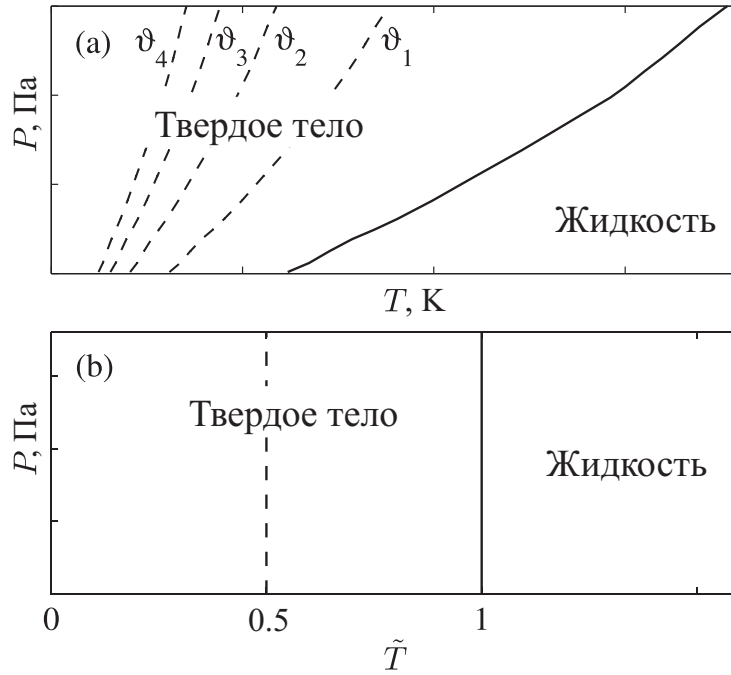 (a)
ϑ₄ ϑ₃ ϑ₂ ϑ₁
P, Па
Твердое тело
Жидкость
T, K
(b)
P, Па
Твердое тело
Жидкость
0 0.5 1
T̃